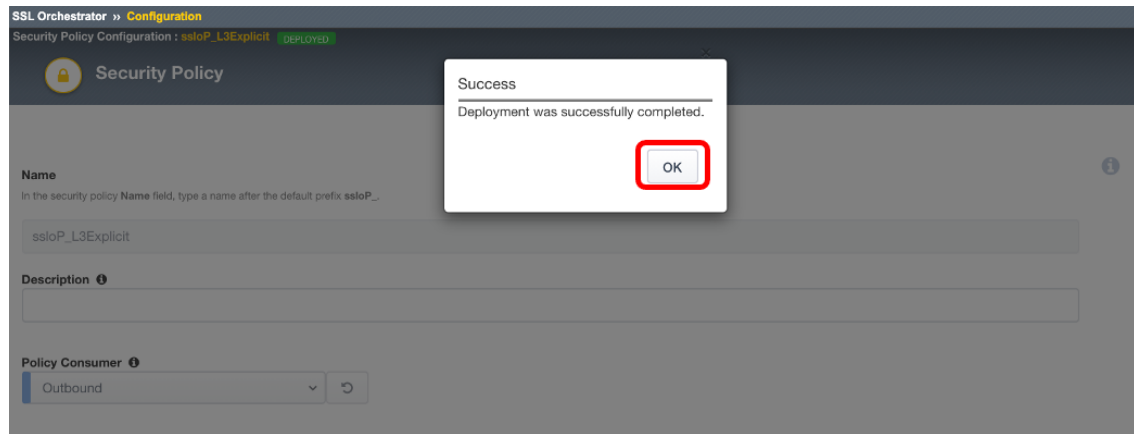 SSL Orchestrator » Configuration
Security Policy Configuration : ssloP_L3Explicit DEPLOYED
Security Policy
Success
Deployment was successfully completed.
OK
Name
In the security policy Name field, type a name after the default prefix ssloP_.
ssloP_L3Explicit
Description
Policy Consumer
Outbound